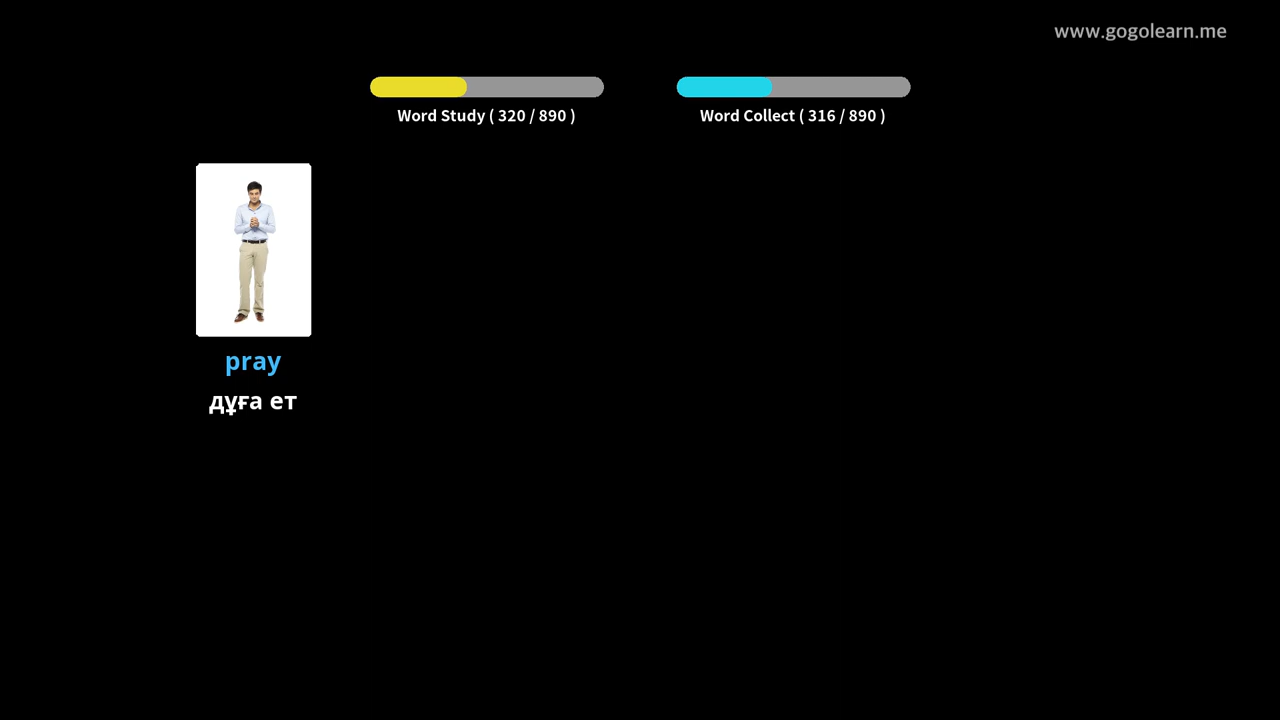 www.gogolearn.me
Word Study ( 320 / 890 )
Word Collect ( 316 / 890 )
pray
дұға ет